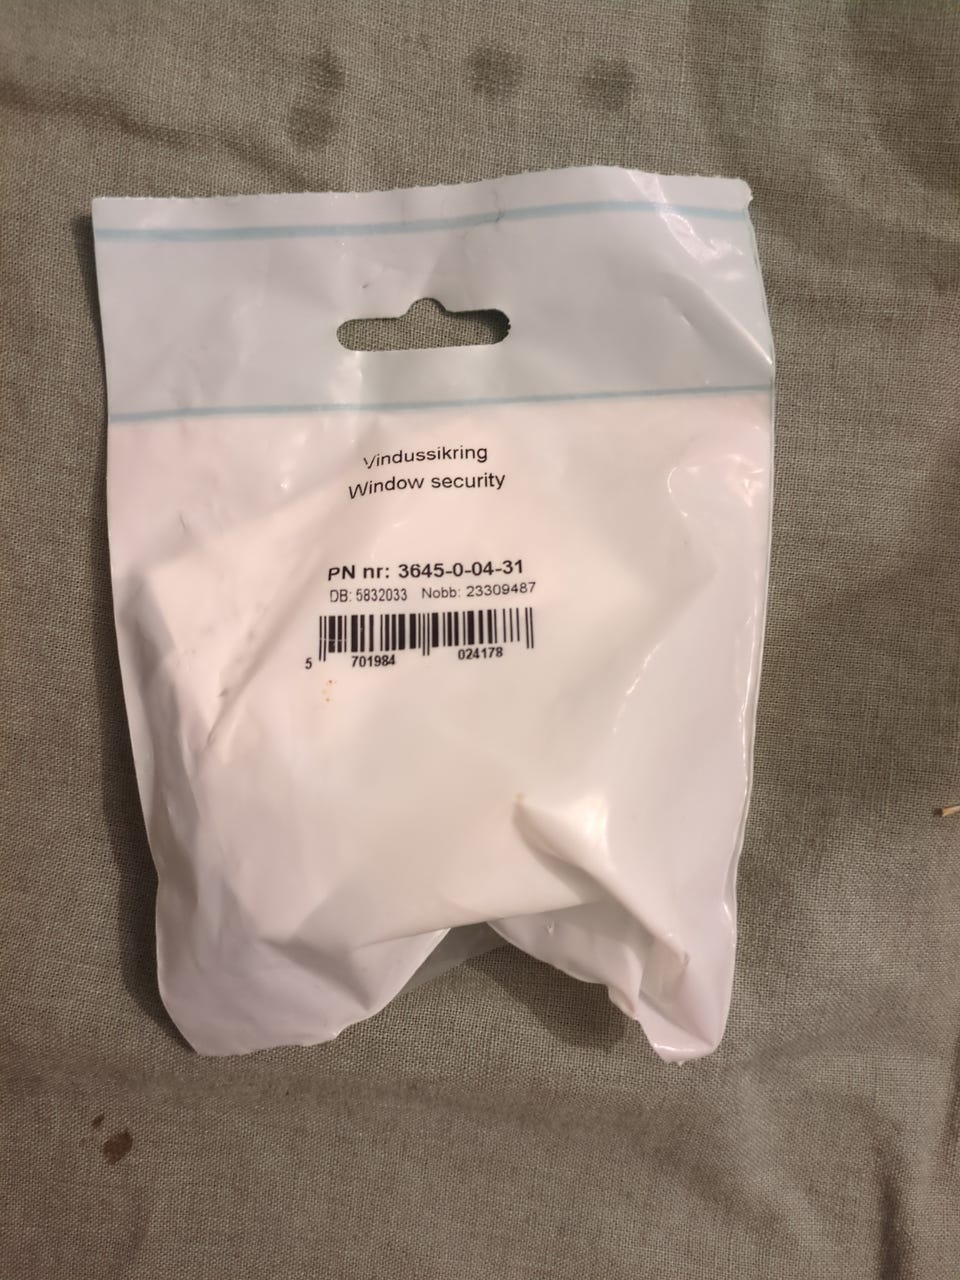 Vindussikring
Window security
PN nr: 3645-0-04-31
DB: 5832033 Nobb: 23309487
5 701984 024178